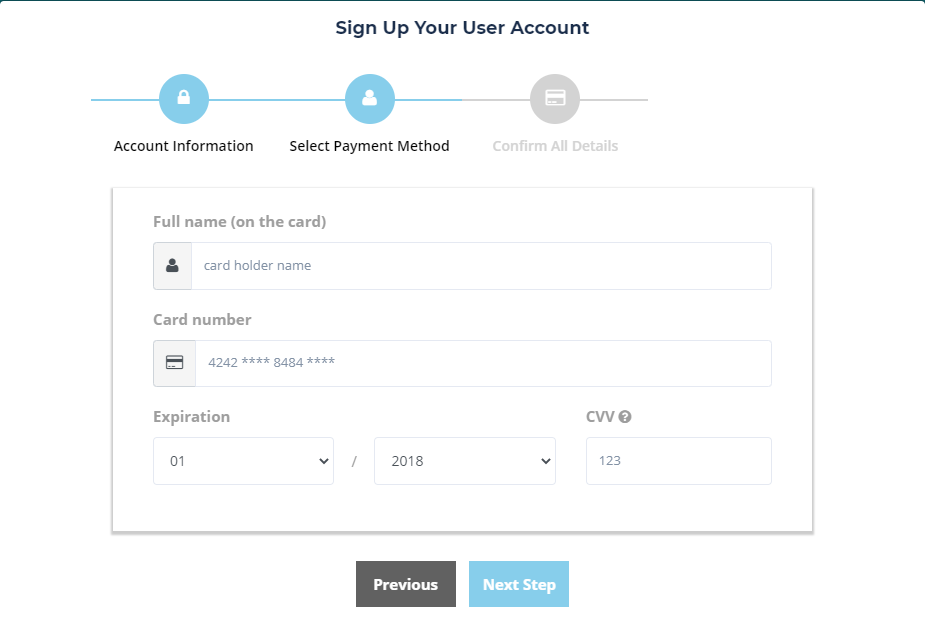 Sign Up Your User Account
Account Information Select Payment Method Confirm All Details
Full name (on the card)
card holder name
Card number
4242 **** 8484 ****
Expiration CVV
01 / 2018 123
Previous Next Step